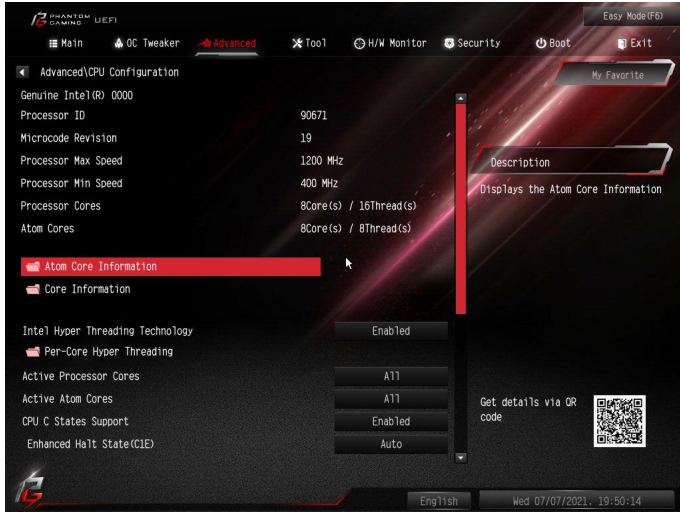 PHANTOM GAMING UEFI
Easy Mode(F6)
Main OC Tweaker Advanced Tool H/W Monitor Security Boot Exit
Advanced\CPU Configuration
My Favorite
Genuine Intel(R) 0000
Processor ID 90671
Microcode Revision 19
Processor Max Speed 1200 MHz
Processor Min Speed 400 MHz
Processor Cores 8Core(s) / 16Thread(s)
Atom Cores 8Core(s) / 8Thread(s)
Atom Core Information
Core Information
Intel Hyper Threading Technology Enabled
Per-Core Hyper Threading
Active Processor Cores All
Active Atom Cores All
CPU C States Support Enabled
Enhanced Halt State(C1E) Auto
Description
Displays the Atom Core Information
Get details via QR
code
English
Wed 07/07/2021. 19:50:14